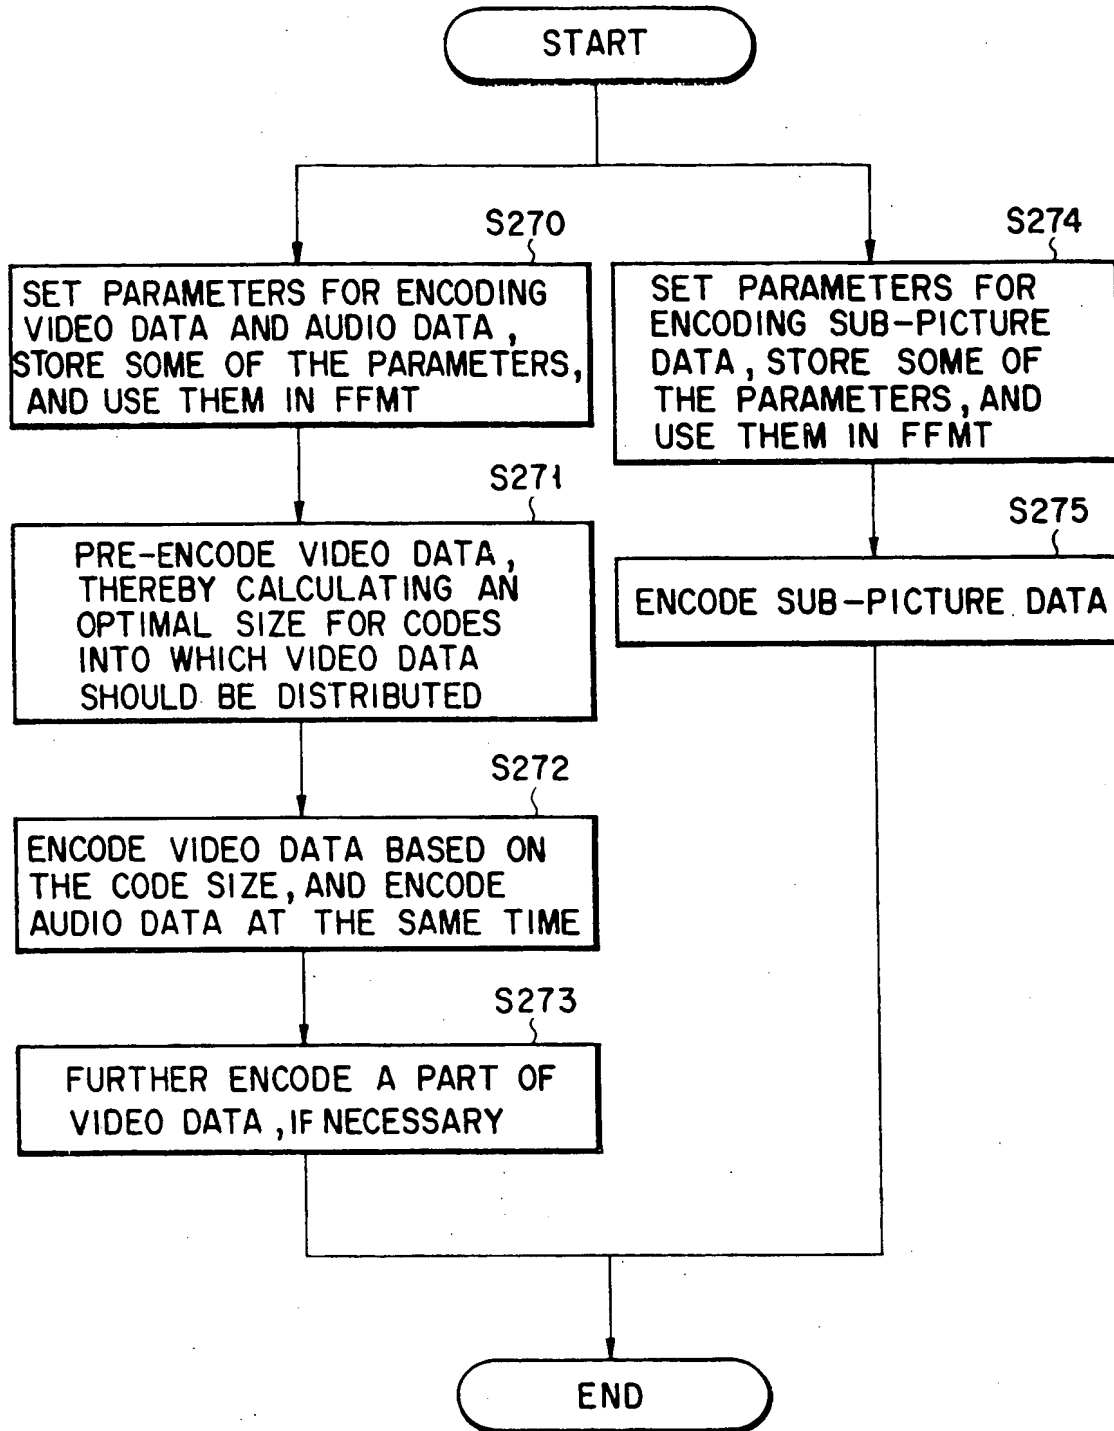 START
S270
SET PARAMETERS FOR ENCODING
VIDEO DATA AND AUDIO DATA,
STORE SOME OF THE PARAMETERS,
AND USE THEM IN FFMT
S271
PRE-ENCODE VIDEO DATA,
THEREBY CALCULATING AN
OPTIMAL SIZE FOR CODES
INTO WHICH VIDEO DATA
SHOULD BE DISTRIBUTED
S272
ENCODE VIDEO DATA BASED ON
THE CODE SIZE, AND ENCODE
AUDIO DATA AT THE SAME TIME
S273
FURTHER ENCODE A PART OF
VIDEO DATA, IF NECESSARY
S274
SET PARAMETERS FOR
ENCODING SUB-PICTURE
DATA, STORE SOME OF
THE PARAMETERS, AND
USE THEM IN FFMT
S275
ENCODE SUB-PICTURE DATA
END